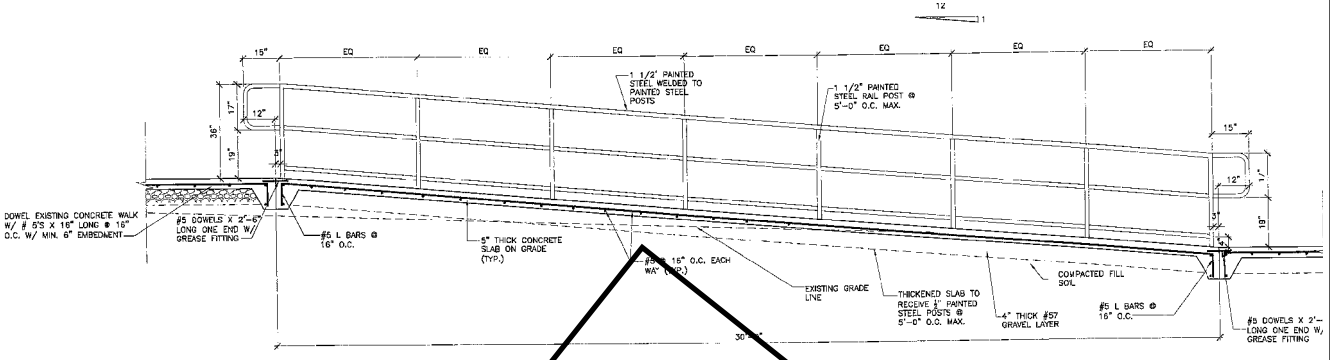 12
1
15"
EQ
EQ
EQ
EQ
EQ
EQ
EQ
1 1/2' PAINTED
STEEL WELDED TO
PAINTED STEEL
POSTS
1 1/2" PAINTED
STEEL RAIL POST @
5'-0" O.C. MAX.
36"
17"
19"
12"
3"
15"
12"
17"
3"
19"
DOWEL EXISTING CONCRETE WALK
W/ # 5'S X 16" LONG @ 16"
O.C. W/ MIN. 6" EMBEDMENT
#5 DOWELS X 2'-6"
LONG ONE END W/
GREASE FITTING
#5 L BARS @
16" O.C.
5" THICK CONCRETE
SLAB ON GRADE
(TYP.)
16" O.C. EACH
WAY
EXISTING GRADE
LINE
THICKENED SLAB TO
RECEIVE PAINTED
STEEL POSTS @
5'-0" O.C. MAX.
4" THICK #57
GRAVEL LAYER
COMPACTED FILL
SOIL
#5 L BARS @
16" O.C.
#5 DOWELS X 2'-
LONG ONE END W/
GREASE FITTING